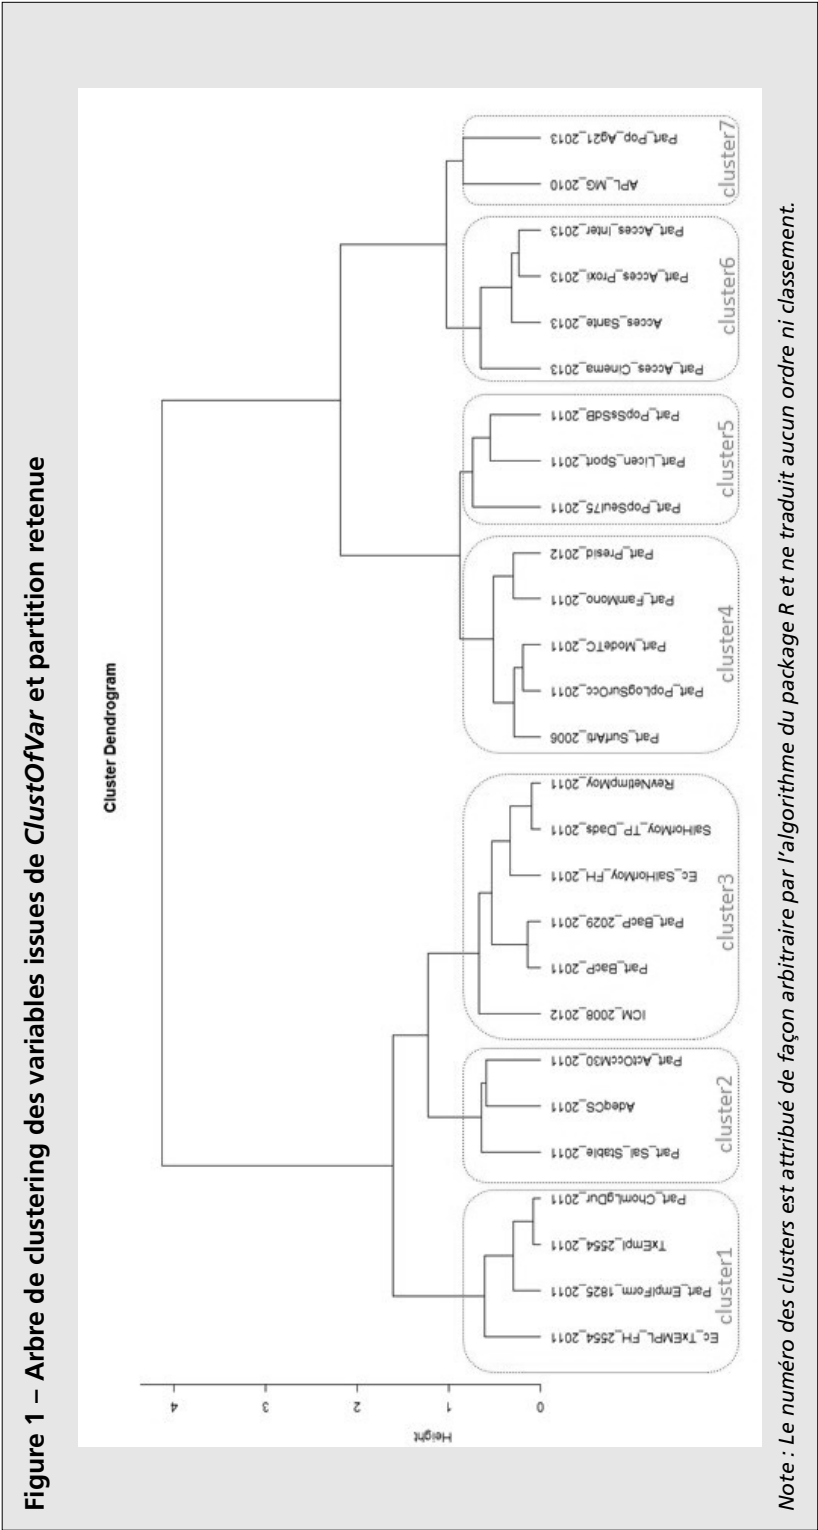 Figure 1 – Arbre de clustering des variables issues de ClustOfVar et partition retenue
Cluster Dendrogram
Height
0
1
2
3
4
Ec_TxEMPL_FH_2554_2011
Part_EmplForm_1825_2011
TxEmpl_2554_2011
Part_ChomLgDur_2011
cluster1
Part_Sal_Stable_2011
AdeqCS_2011
Part_ActOccM30_2011
cluster2
ICM_2008_2012
Part_BacP_2011
Part_BacP_2029_2011
Ec_SalHorMoy_FH_2011
SalHorMoy_TP_Dads_2011
RevNetImpMoy_2011
cluster3
Part_SurfArti_2006
Part_PopLogSurOcc_2011
Part_ModeTC_2011
Part_FamMono_2011
Part_Presid_2012
cluster4
Part_PopSeul75_2011
Part_Licen_Sport_2011
Part_PopSsSdB_2011
cluster5
Part_Acces_Cinema_2013
Acces_Sante_2013
Part_Acces_Proxi_2013
Part_Acces_Inter_2013
cluster6
APL_MG_2010
Part_Pop_Ag21_2013
cluster7
Note : Le numéro des clusters est attribué de façon arbitraire par l'algorithme du package R et ne traduit aucun ordre ni classement.